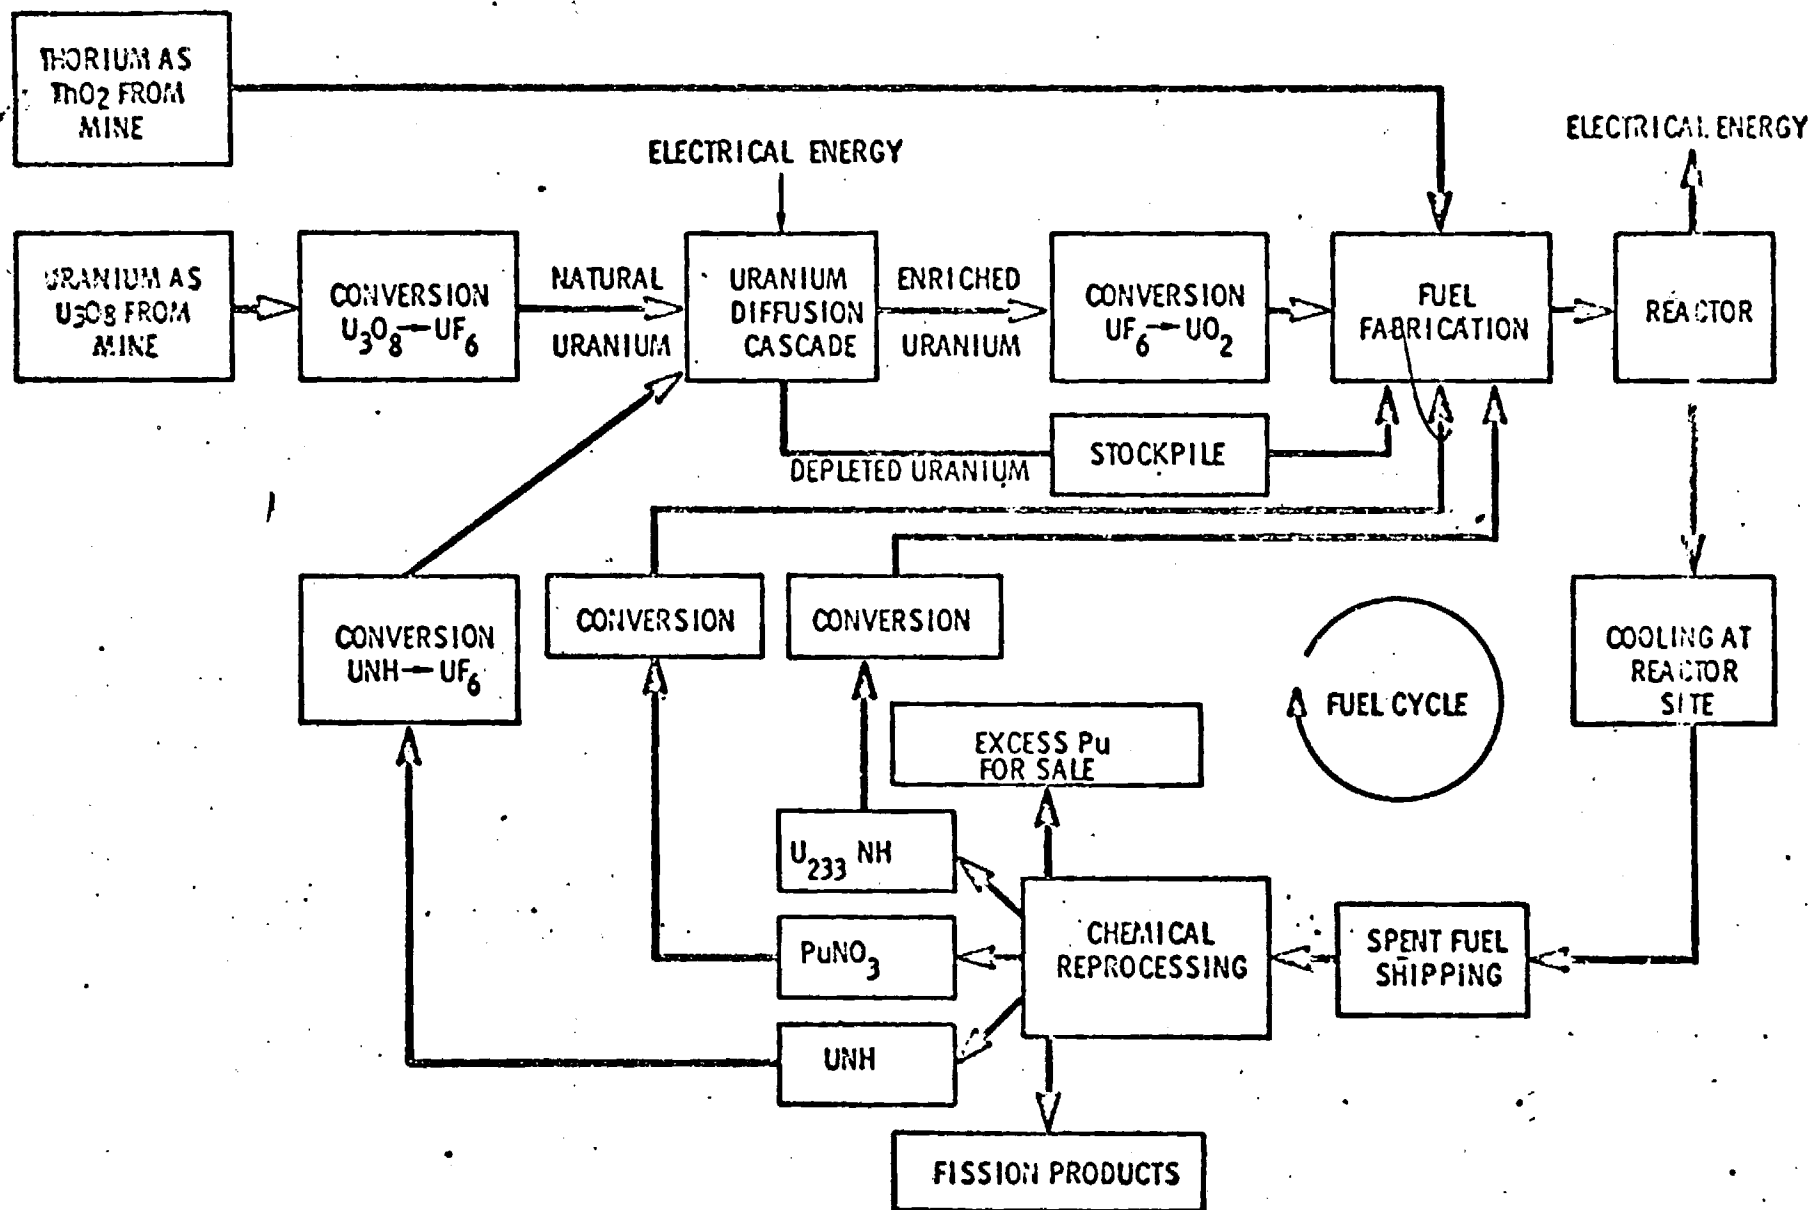 THORIUM AS
ThO2 FROM
MINE
ELECTRICAL ENERGY
ELECTRICAL ENERGY
URANIUM AS
U3O8 FROM
MINE
CONVERSION
U3O8→UF6
NATURAL
URANIUM
URANIUM
DIFFUSION
CASCADE
ENRICHED
URANIUM
CONVERSION
UF6→UO2
FUEL
FABRICATION
REACTOR
DEPLETED URANIUM
STOCKPILE
CONVERSION
UNH→UF6
CONVERSION
CONVERSION
FUEL CYCLE
COOLING AT
REACTOR
SITE
EXCESS Pu
FOR SALE
U233 NH
PuNO3
UNH
CHEMICAL
REPROCESSING
SPENT FUEL
SHIPPING
FISSION PRODUCTS